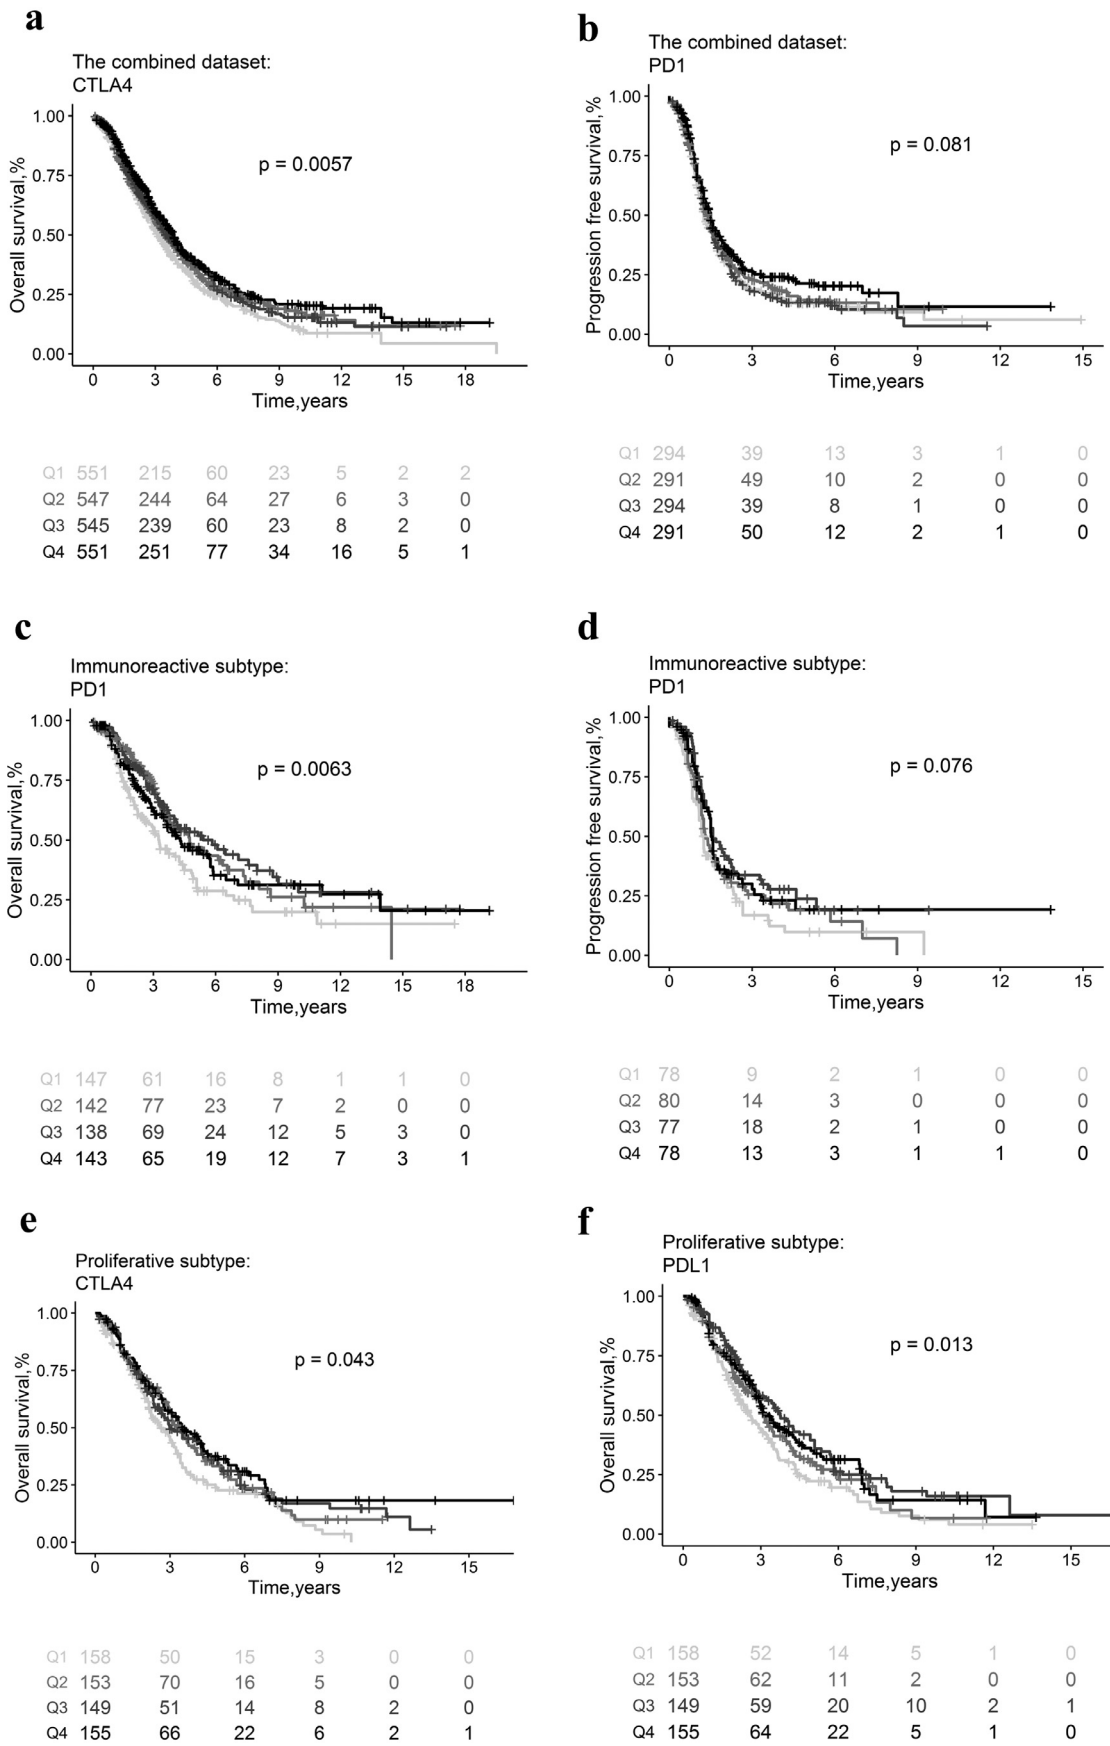 a
The combined dataset:
CTLA4
Overall survival,%
1.00
0.75
0.50
0.25
0.00
p = 0.0057
0 3 6 9 12 15 18
Time,years
Q1 551 215 60 23 5 2 2
Q2 547 244 64 27 6 3 0
Q3 545 239 60 23 8 2 0
Q4 551 251 77 34 16 5 1
b
The combined dataset:
PD1
Progression free survival,%
1.00
0.75
0.50
0.25
0.00
p = 0.081
0 3 6 9 12 15
Time,years
Q1 294 39 13 3 1 0
Q2 291 49 10 2 0 0
Q3 294 39 8 1 0 0
Q4 291 50 12 2 1 0
c
Immunoreactive subtype:
PD1
Overall survival,%
1.00
0.75
0.50
0.25
0.00
p = 0.0063
0 3 6 9 12 15 18
Time,years
Q1 147 61 16 8 1 1 0
Q2 142 77 23 7 2 0 0
Q3 138 69 24 12 5 3 0
Q4 143 65 19 12 7 3 1
d
Immunoreactive subtype:
PD1
Progression free survival,%
1.00
0.75
0.50
0.25
0.00
p = 0.076
0 3 6 9 12 15
Time,years
Q1 78 9 2 1 0 0
Q2 80 14 3 0 0 0
Q3 77 18 2 1 0 0
Q4 78 13 3 1 1 0
e
Proliferative subtype:
CTLA4
Overall survival,%
1.00
0.75
0.50
0.25
0.00
p = 0.043
0 3 6 9 12 15
Time,years
Q1 158 50 15 3 0 0
Q2 153 70 16 5 0 0
Q3 149 51 14 8 2 0
Q4 155 66 22 6 2 1
f
Proliferative subtype:
PDL1
Overall survival,%
1.00
0.75
0.50
0.25
0.00
p = 0.013
0 3 6 9 12 15
Time,years
Q1 158 52 14 5 1 0
Q2 153 62 11 2 0 0
Q3 149 59 20 10 2 1
Q4 155 64 22 5 1 0